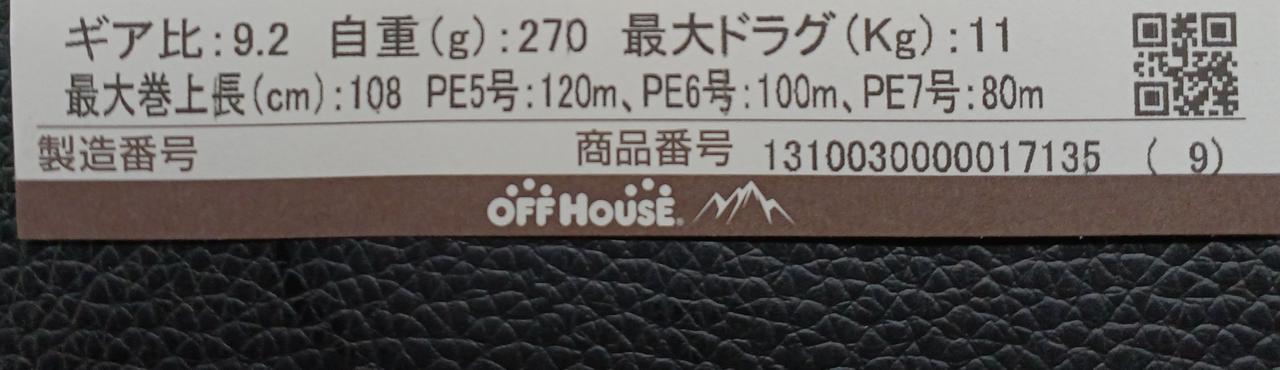 ギア比:9.2 自重(g):270 最大ドラグ(Kg):11
最大巻上長(cm):108 PE5号:120m、PE6号:100m、PE7号:80m
製造番号 商品番号 1310030000017135 ( 9)
OFF HOUSE